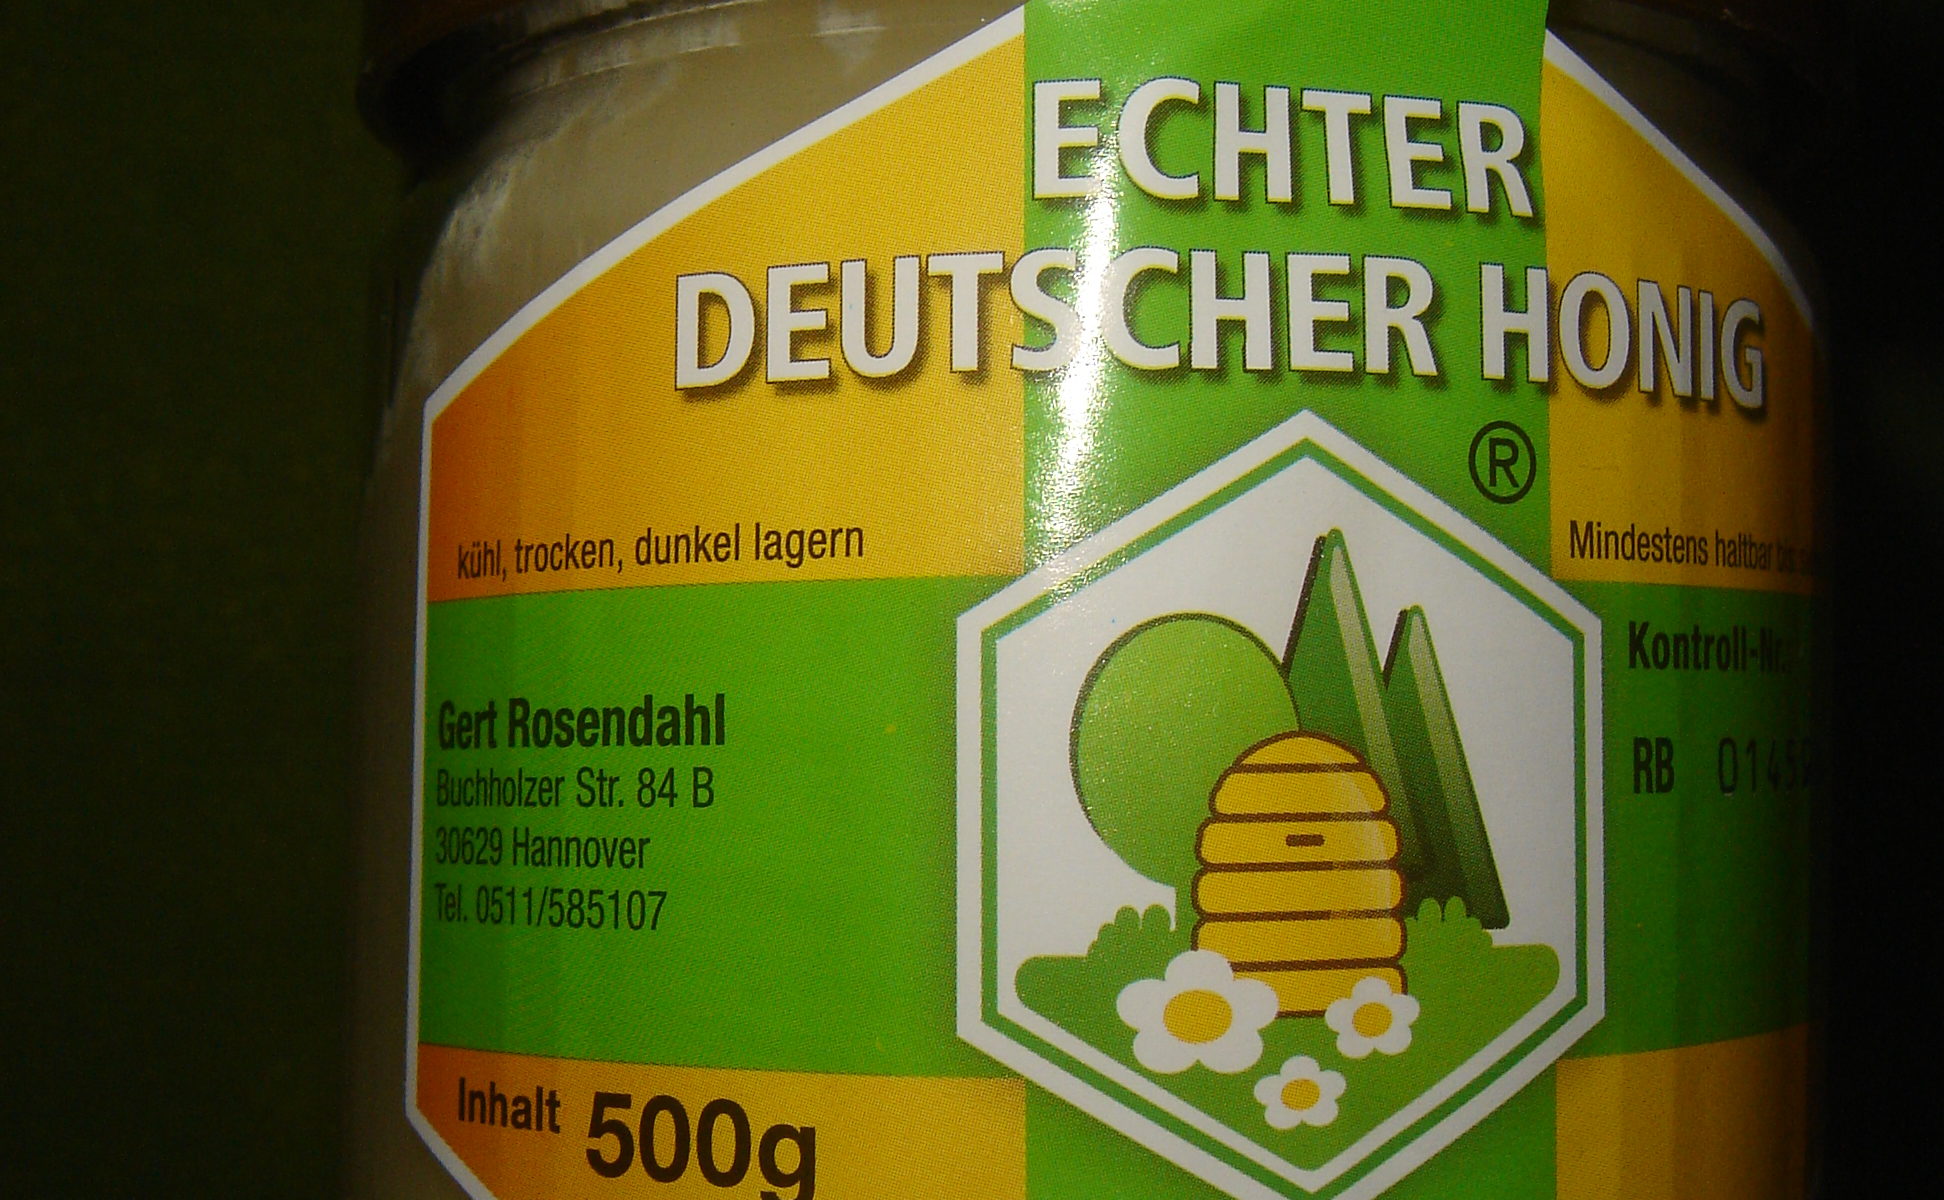 ECHTER
DEUTSCHER HONIG
®
kühl, trocken, dunkel lagern
Mindestens haltbar bis
Gert Rosendahl
Buchholzer Str. 84 B
30629 Hannover
Tel. 0511/585107
Kontroll-Nr.
RB
Inhalt 500g